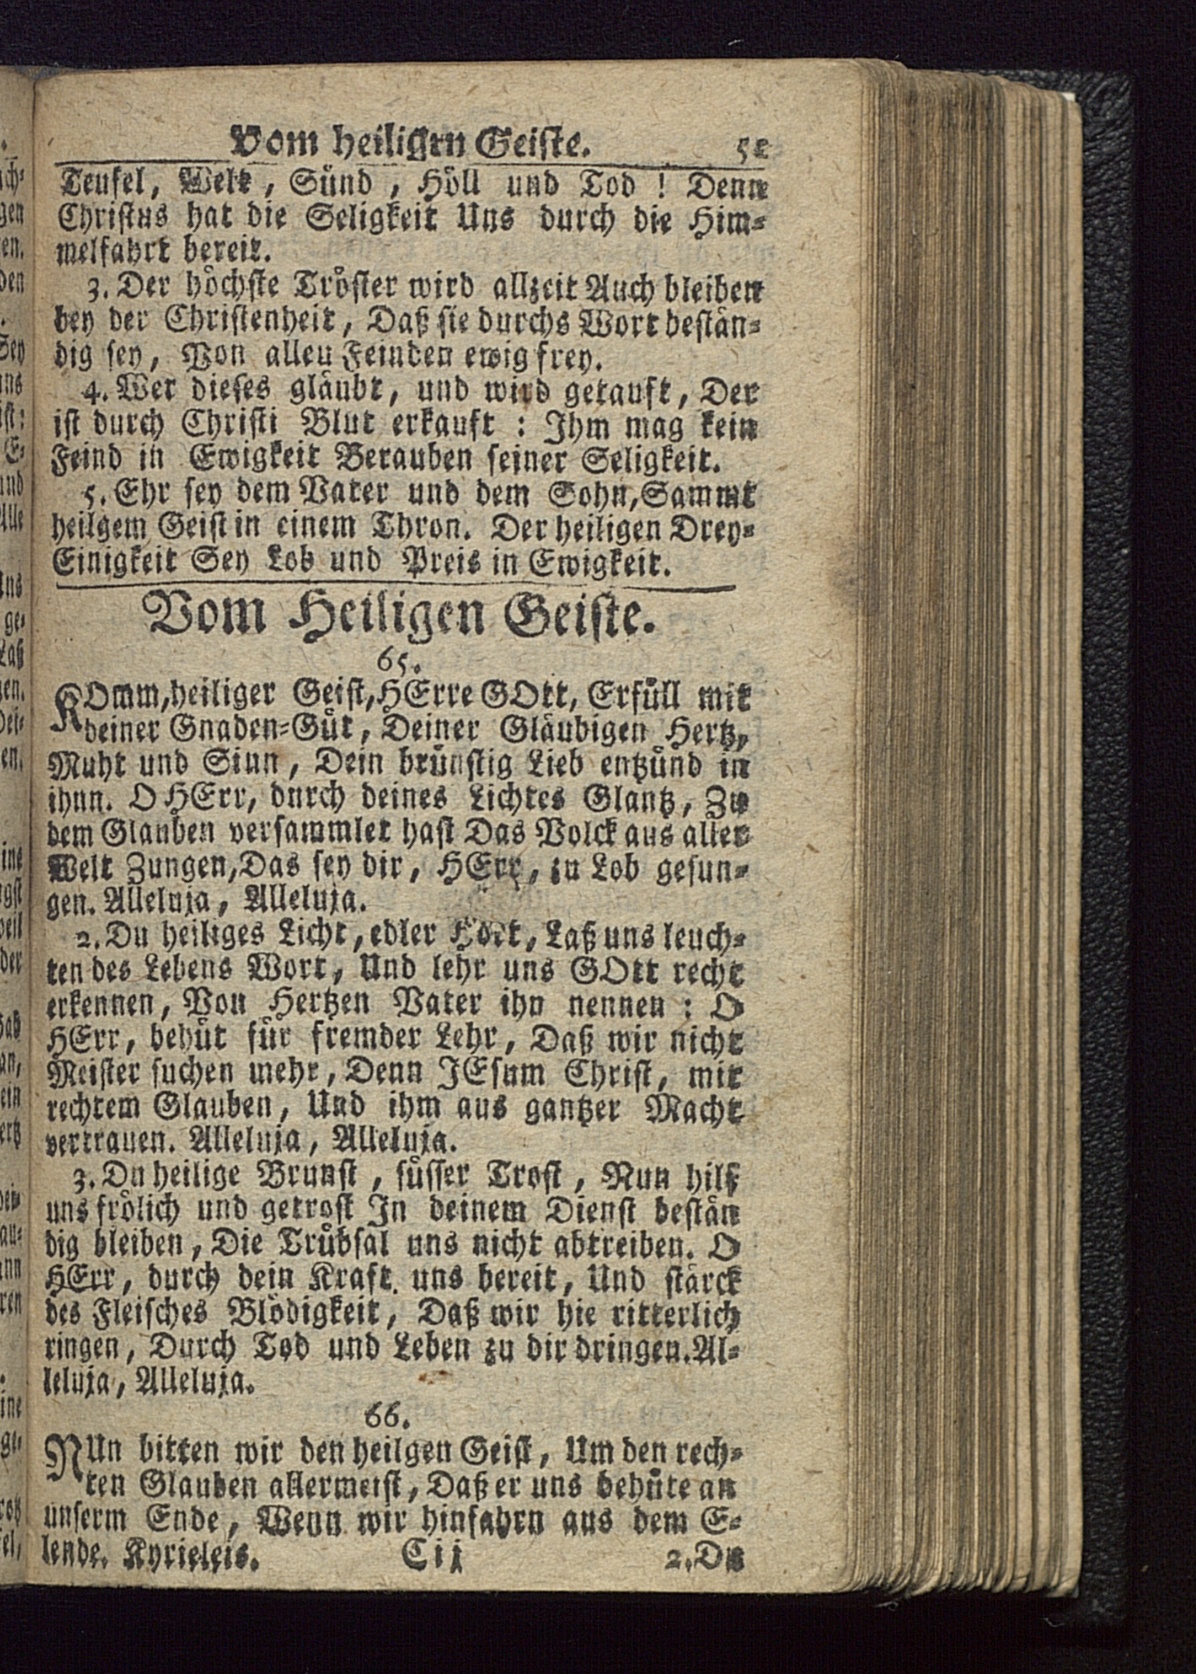 Vom heiligen Geiste. 51
Teufel, Welt, Sünd, Höll und Tod! Denn
Christus hat die Seligkeit Uns durch die Him-
melfahrt bereit.
3. Der höchste Tröster wird allzeit Auch bleiben
bey der Christenheit, Daß sie durchs Wort bestän-
dig sey, Von allen Feinden ewig frey.
4. Wer dieses gläubt, und wird getauft, Der
ist durch Christi Blut erkauft: Ihm mag kein
Feind in Ewigkeit Berauben seiner Seligkeit.
5. Ehr sey dem Vater und dem Sohn, Sammt
heilgem Geist in einem Thron. Der heiligen Drey-
Einigkeit Sey Lob und Preis in Ewigkeit.
Vom Heiligen Geiste.
65.
KOmm, heiliger Geist, HErre GOtt, Erfüll mit
deiner Gnaden-Güt, Deiner Gläubigen Hertz,
Muht und Sinn, Dein brünstig Lieb entzünd in
ihnn. O HErr, durch deines Lichtes Glantz, Zu
dem Glauben versammlet hast Das Volck aus aller
Welt Zungen, Das sey dir, HErr, zu Lob gesun-
gen. Alleluja, Alleluja.
2. Du heiliges Licht, edler Hort, Laß uns leuch-
ten des Lebens Wort, Und lehr uns GOtt recht
erkennen, Von Hertzen Vater ihn nennen: O
HErr, behüt für fremder Lehr, Daß wir nicht
Meister suchen mehr, Denn JEsum Christ, mit
rechtem Glauben, Und ihm aus gantzer Macht
vertrauen. Alleluja, Alleluja.
3. Du heilige Brunst, süsser Trost, Nun hilf
uns frölich und getrost In deinem Dienst bestän
dig bleiben, Die Trübsal uns nicht abtreiben. O
HErr, durch dein Kraft uns bereit, Und stärck
des Fleisches Blödigkeit, Daß wir hie ritterlich
ringen, Durch Tod und Leben zu dir dringen. Al-
leluja, Alleluja.
66.
NUn bitten wir den heilgen Geist, Um den rech-
ten Glauben allermeist, Daß er uns behüte an
unserm Ende, Wenn wir hinfahrn aus dem E-
lende. Kyrieleis. Cij 2. Du